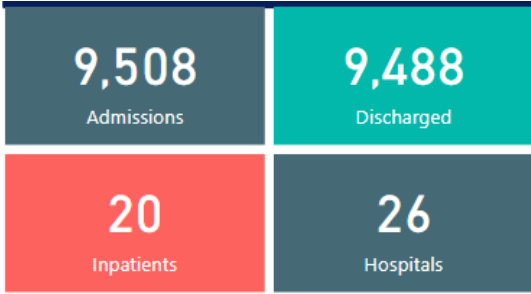 9,508
Admissions
9,488
Discharged
20
Inpatients
26
Hospitals